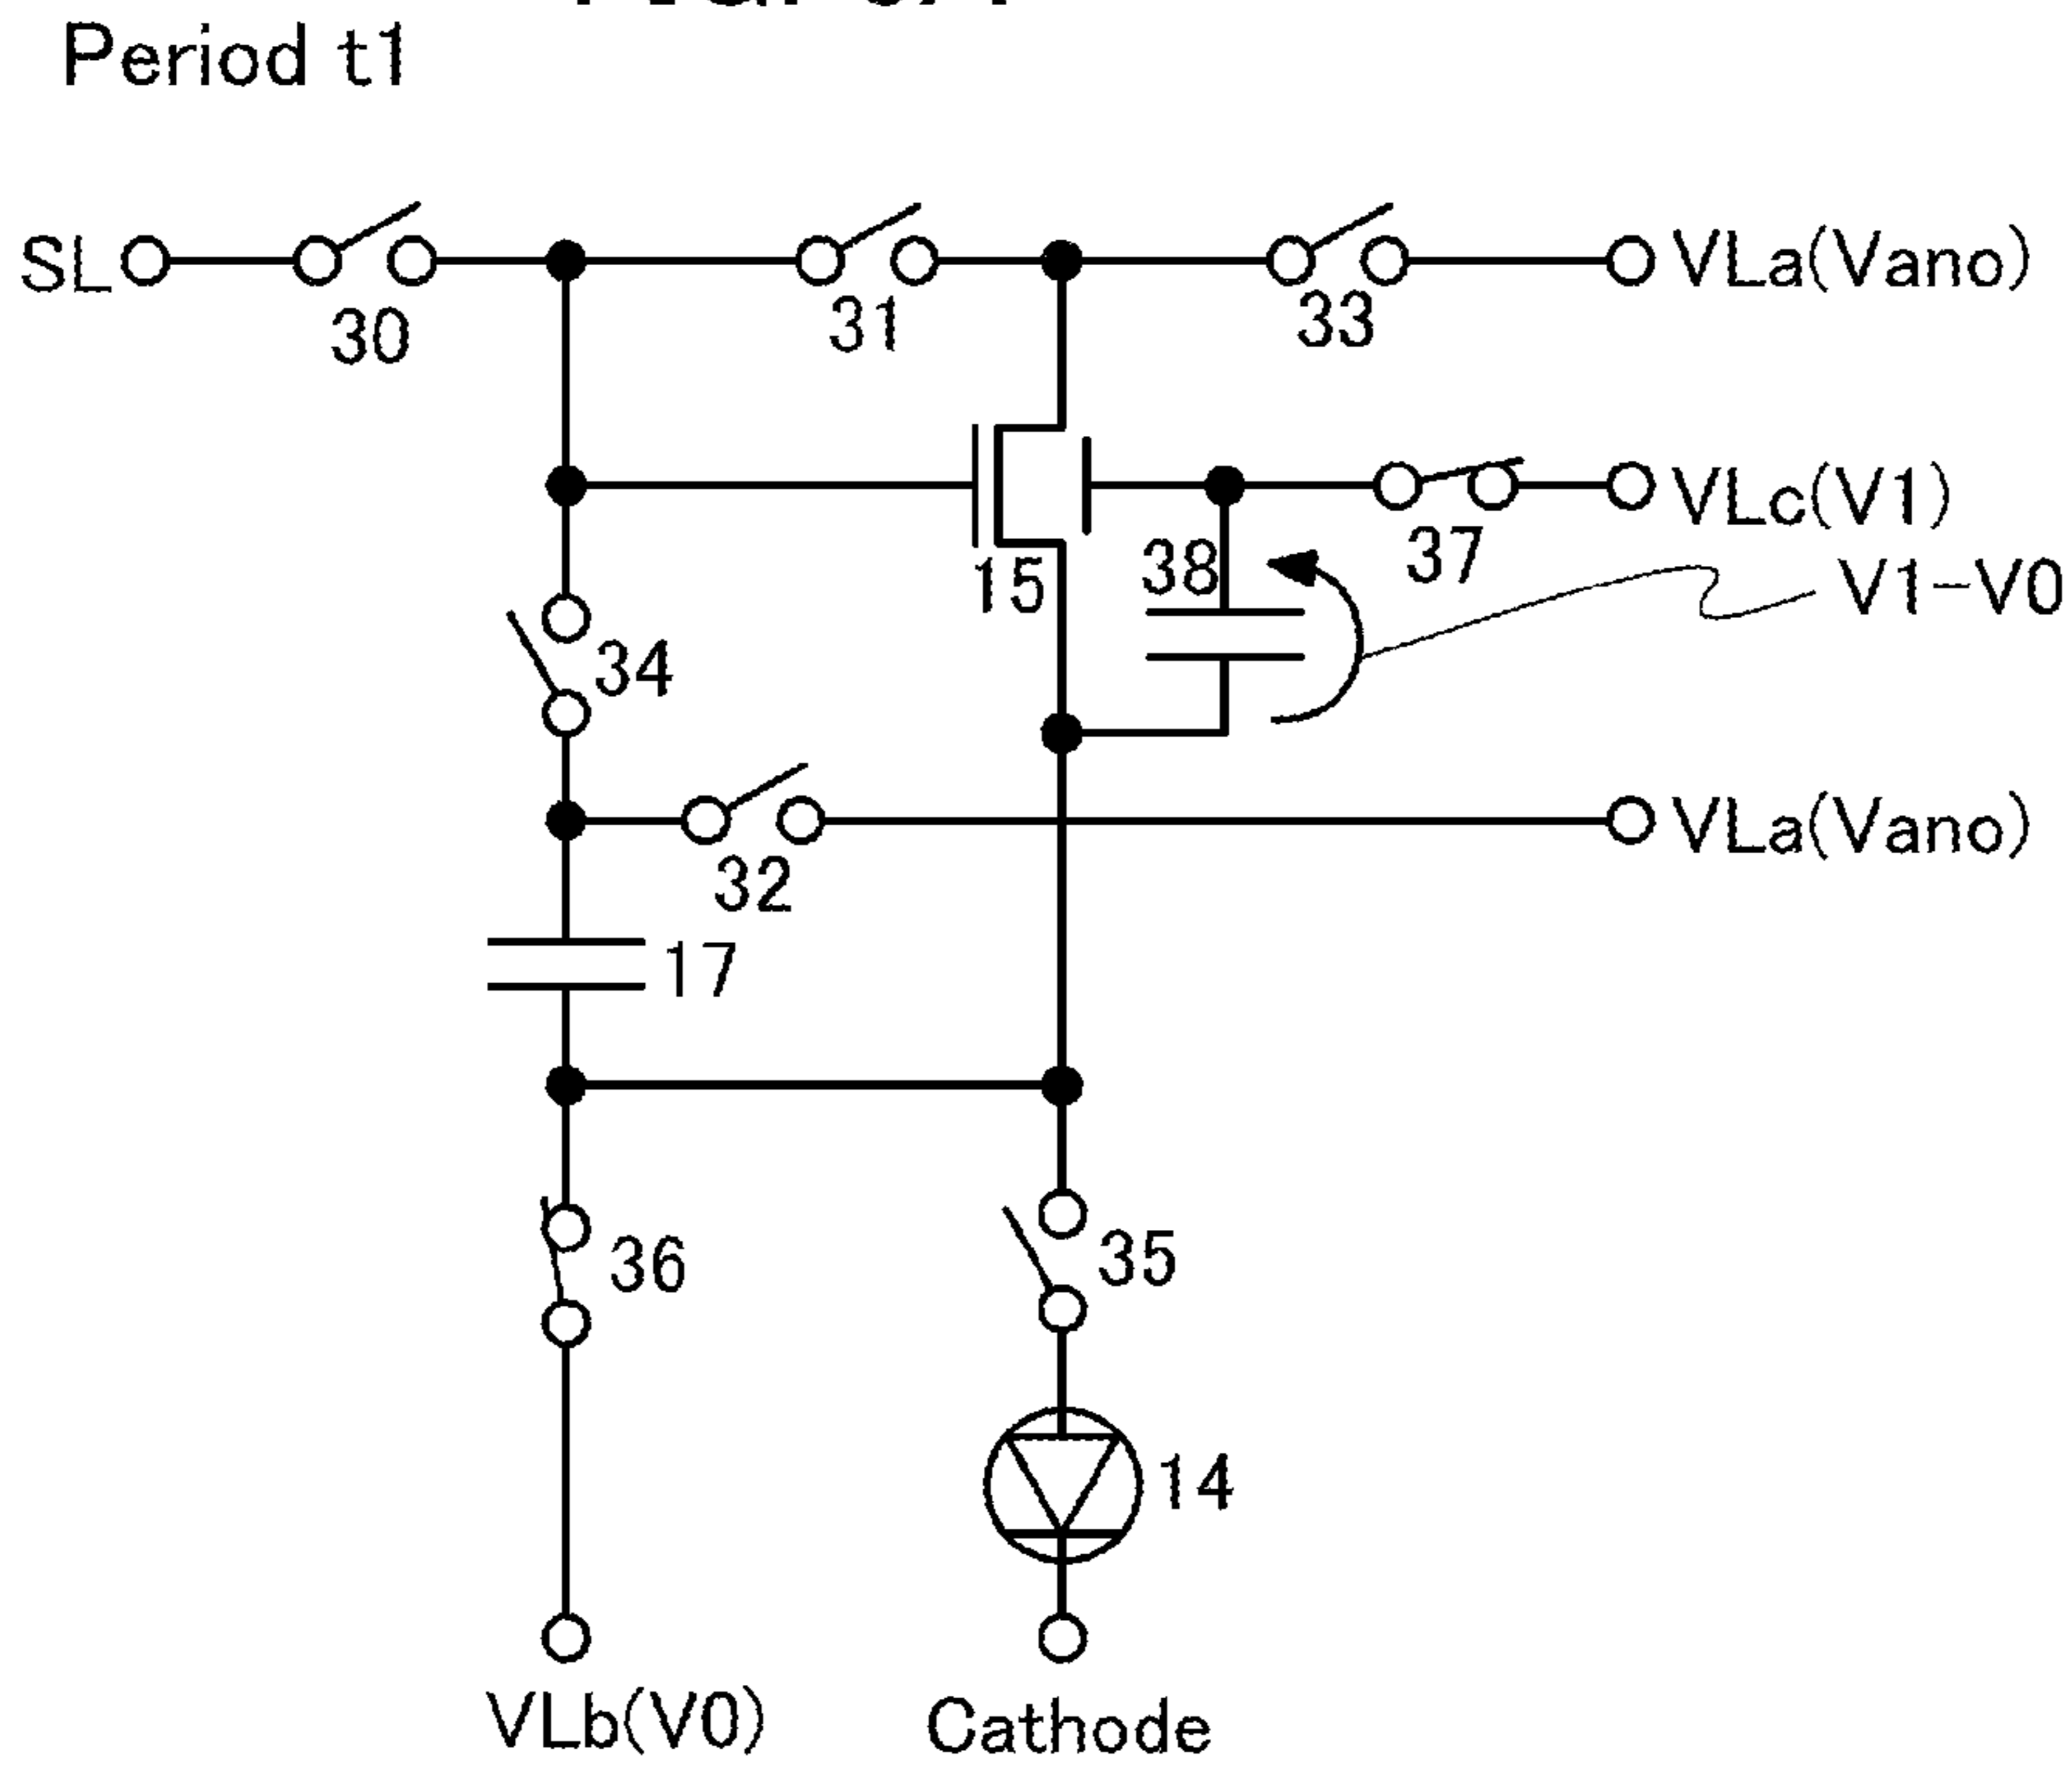 Period t1
SL
30
31
33
VLa(Vano)
VLc(V1)
37
15
38
V1-V0
34
VLa(Vano)
32
17
36
35
14
VLb(V0)
Cathode